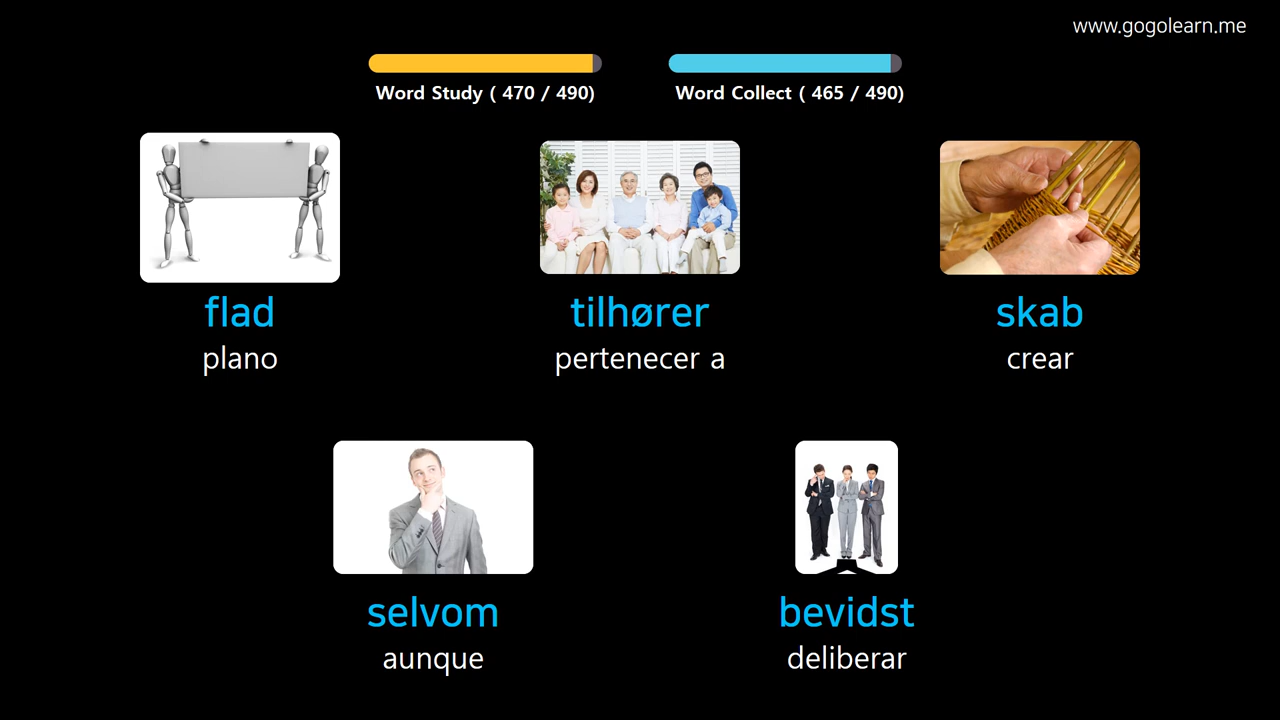 www.gogolearn.me
Word Study ( 470 / 490)
Word Collect ( 465 / 490)
flad
plano
tilhører
pertenecer a
skab
crear
selvom
aunque
bevidst
deliberar